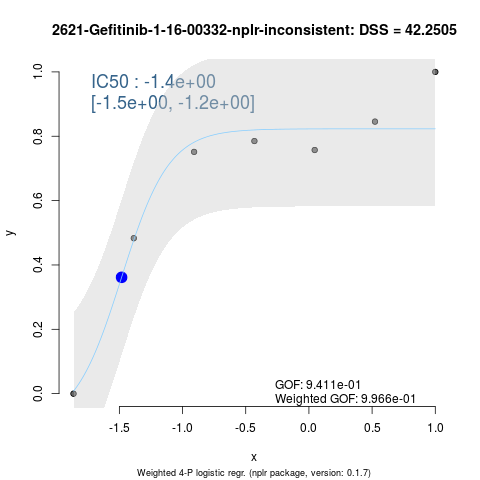 2621-Gefitinib-1-16-00332-nplr-inconsistent: DSS = 42.2505
IC50 : -1.4e+00
[-1.5e+00, -1.2e+00]
y
0.0
0.2
0.4
0.6
0.8
1.0
GOF: 9.411e-01
Weighted GOF: 9.966e-01
-1.5
-1.0
-0.5
0.0
0.5
1.0
x
Weighted 4-P logistic regr. (nplr package, version: 0.1.7)